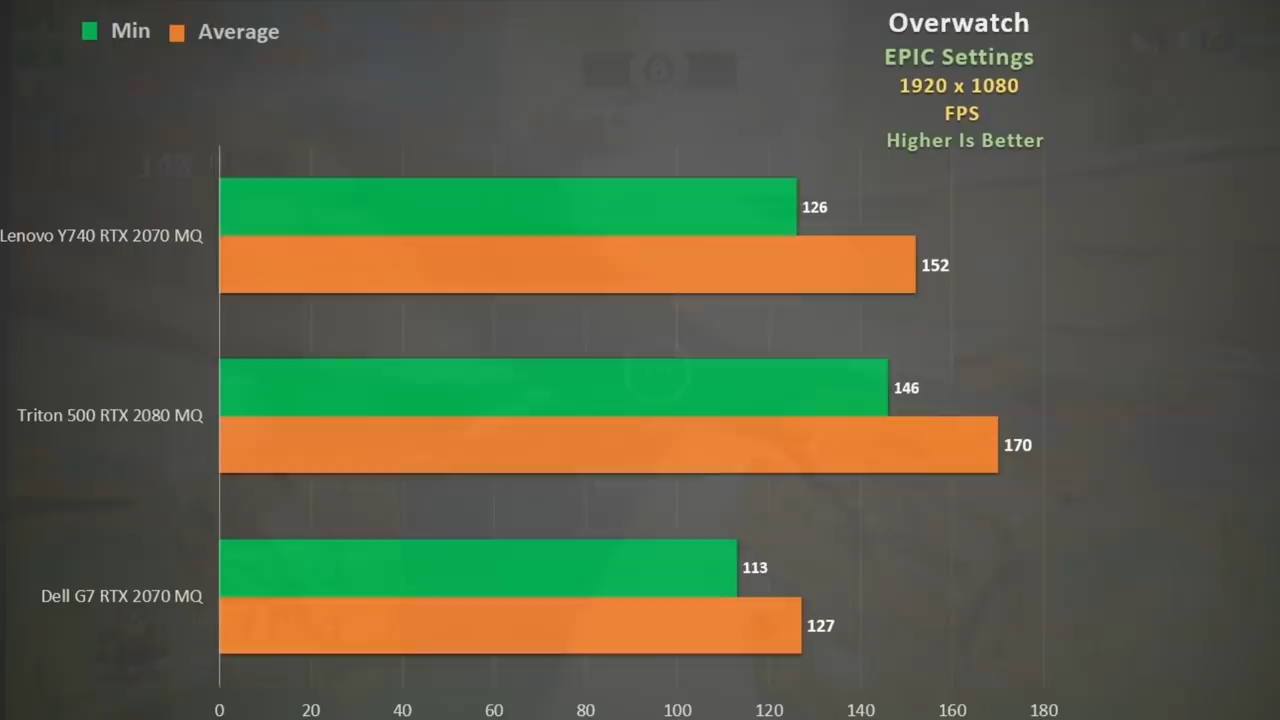 Min
Average
Overwatch
EPIC Settings
1920 x 1080
FPS
Higher Is Better
Lenovo Y740 RTX 2070 MQ
126
152
Triton 500 RTX 2080 MQ
146
170
Dell G7 RTX 2070 MQ
113
127
0 20 40 60 80 100 120 140 160 180